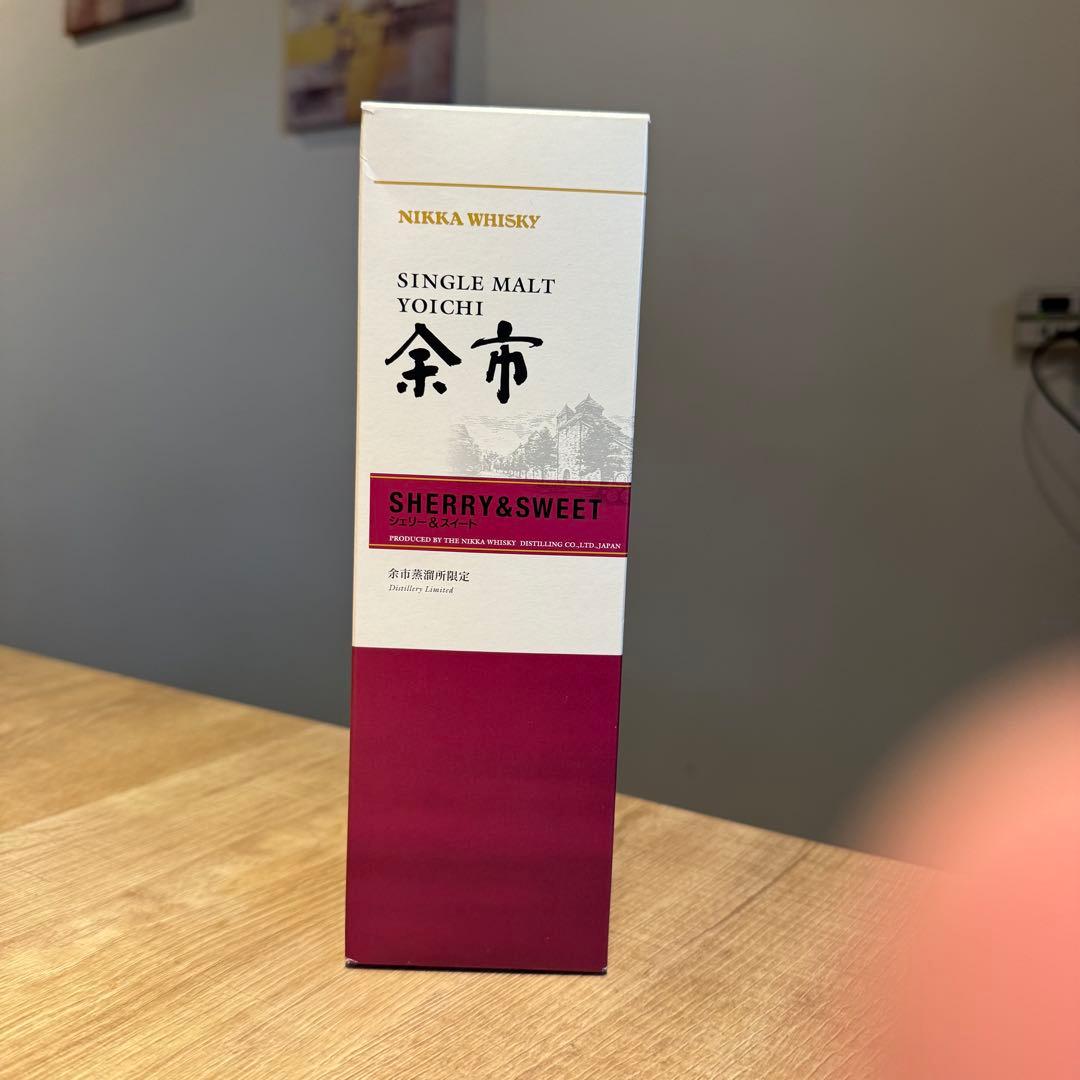 NIKKA WHISKY
SINGLE MALT
YOICHI
余市
SHERRY&SWEET
シェリー&スイート
PRODUCED BY THE NIKKA WHISKY DISTILLING CO.,LTD.,JAPAN
余市蒸溜所限定
Distillery Limited